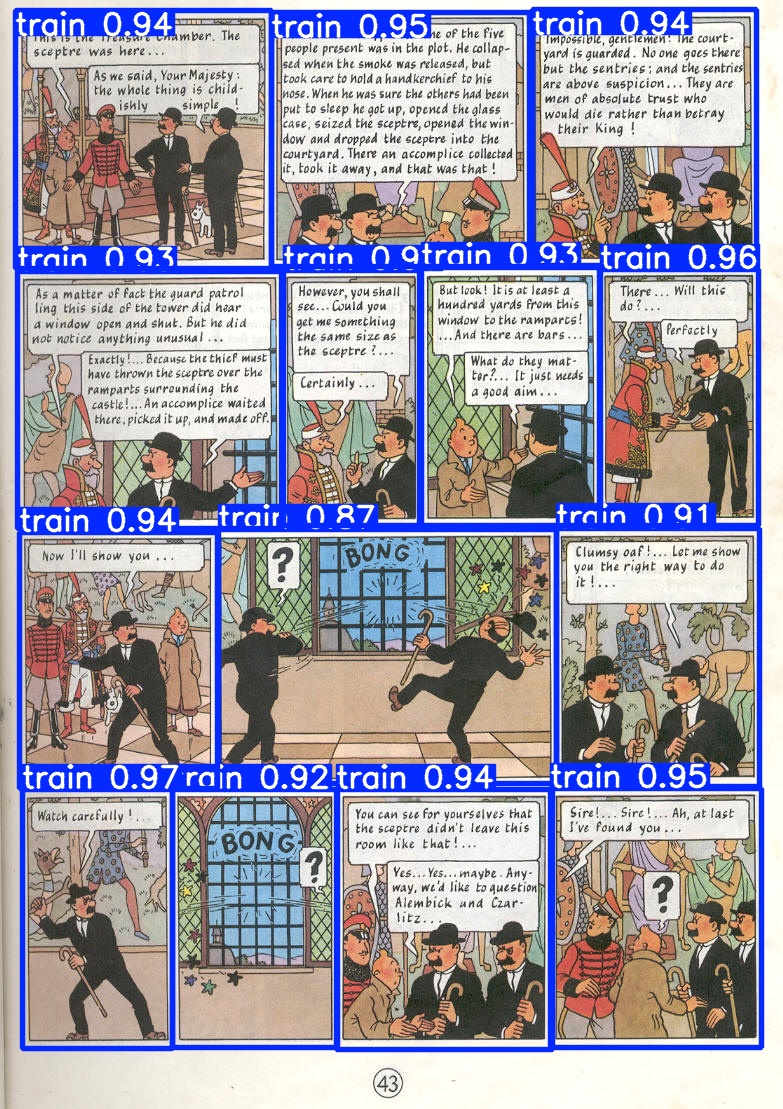 train 0.94
This is the Treasure Chamber. The
sceptre was here...
As we said, Your Majesty:
the whole thing is child-
ishly simple!
train 0.95
of the five
people present was in the plot. He collap-
sed when the smoke was released, but
took care to hold a handkerchief to his
nose. When he was sure the others had been
put to sleep he got up, opened the glass
case, seized the sceptre, opened the win-
dow and dropped the sceptre into the
courtyard. There an accomplice collected
it, took it away, and that was that!
train 0.94
Impossible, gentlemen: The court-
yard is guarded. No one goes there
but the sentries; and the sentries
are above suspicion... They are
men of absolute trust who
would die rather than betray
their King!
train 0.93
As a matter of fact the guard patrol
ling this side of the tower did hear
a window open and shut. But he did
not notice anything unusual...
Exactly!... Because the thief must
have thrown the sceptre over the
ramparts surrounding the
castle!... An accomplice waited
there, picked it up, and made off.
train 0.9
However, you shall
see... Could you
get me something
the same size as
the sceptre?...
Certainly...
train 0.93
But look! It is at least a
hundred yards from this
window to the ramparts!
...And there are bars...
What do they mat-
ter?... It just needs
a good aim...
train 0.96
There... Will this
do?...
Perfectly
train 0.94
Now I'll show you...
train 0.87
?
BONG
train 0.91
Clumsy oaf!... Let me show
you the right way to do
it!...
train 0.97
Watch carefully!...
train 0.92
BONG
?
train 0.94
You can see for yourselves that
the sceptre didn't leave this
room like that!...
Yes... Yes... maybe. Any-
way, we'd like to question
Alembick and Czar-
litz...
train 0.95
Sire!... Sire!... Ah, at last
I've found you...
?
43